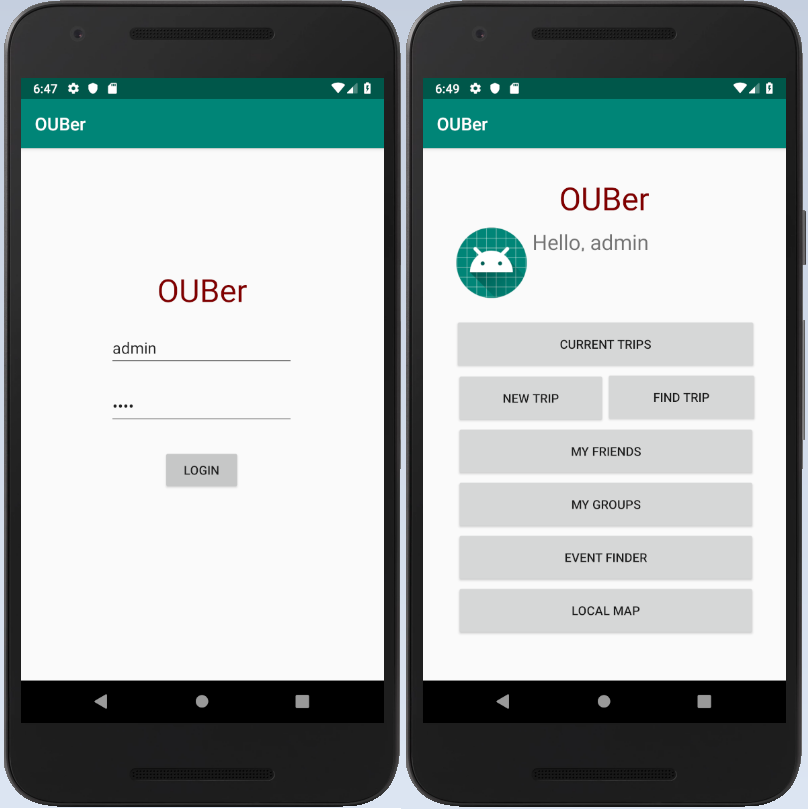 6:47
OUBer
OUBer
admin
••••
LOGIN
6:49
OUBer
OUBer
Hello, admin
CURRENT TRIPS
NEW TRIP FIND TRIP
MY FRIENDS
MY GROUPS
EVENT FINDER
LOCAL MAP